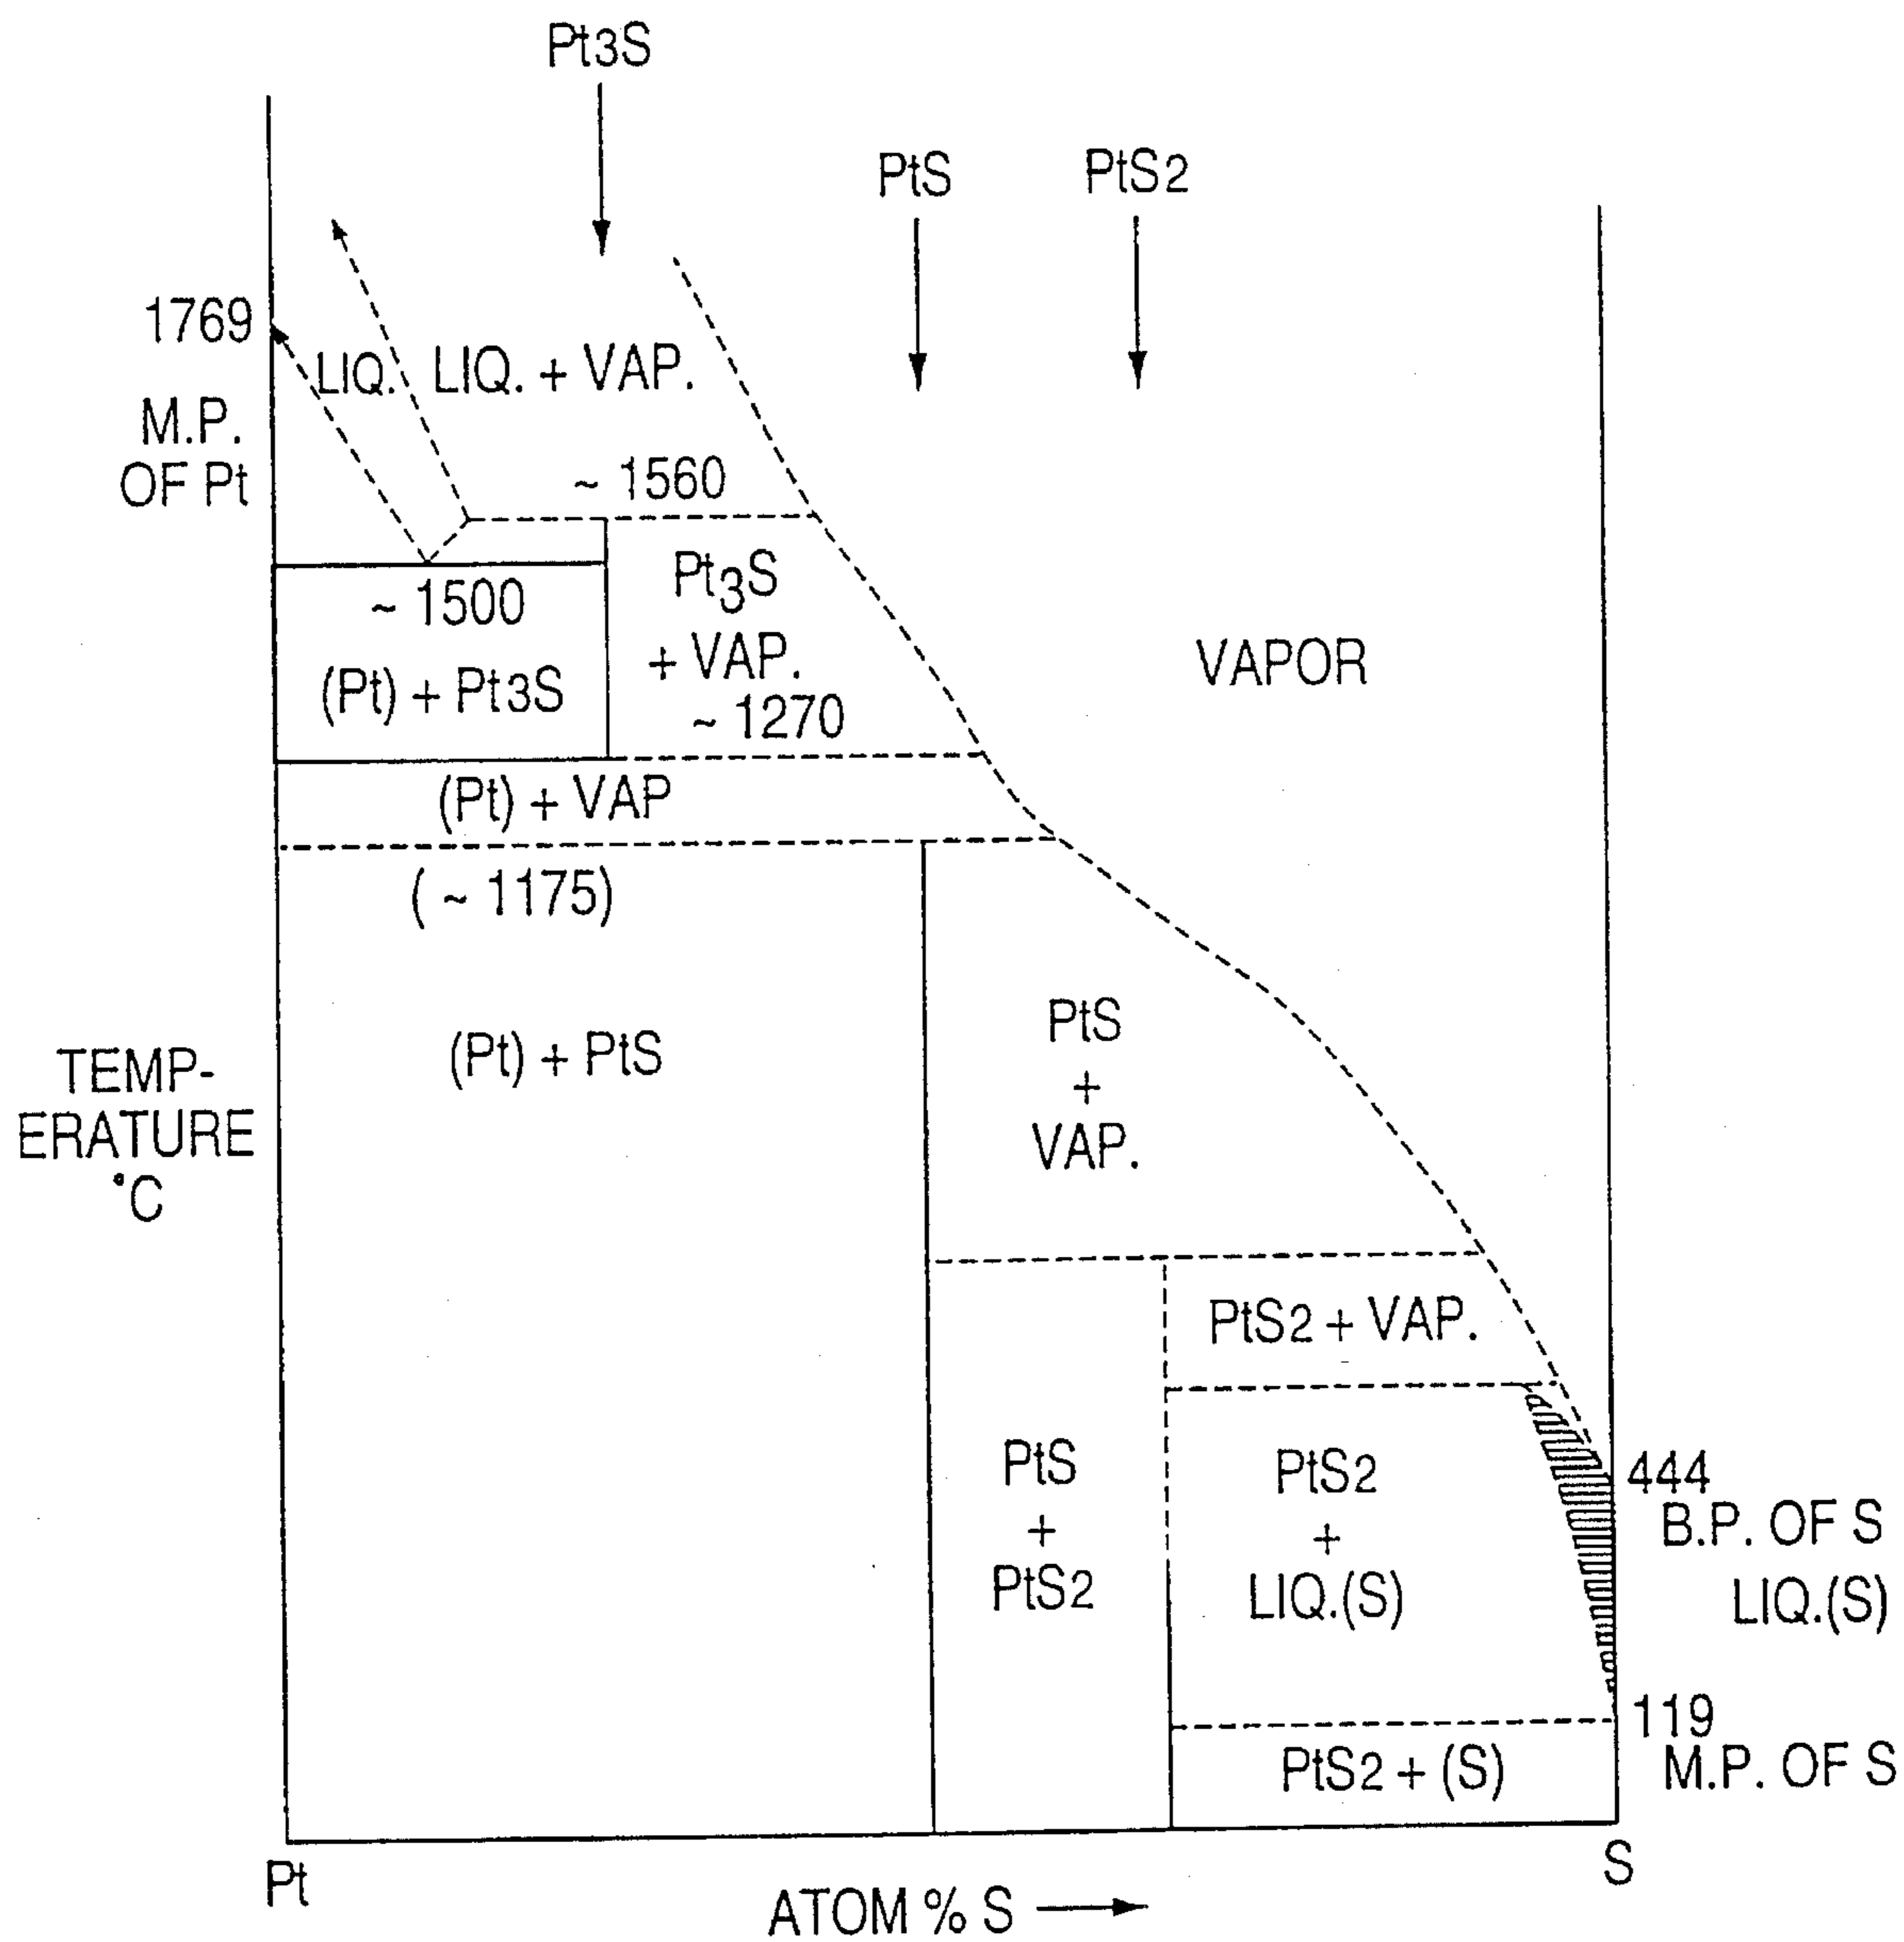 Pt3S
PtS
PtS2
1769
M.P.
OF Pt
LIQ.
LIQ. + VAP.
~ 1560
~ 1500
(Pt) + Pt3S
Pt3S
+ VAP.
~ 1270
VAPOR
(Pt) + VAP
(~ 1175)
TEMP-
ERATURE
°C
(Pt) + PtS
PtS
+
VAP.
PtS2 + VAP.
PtS
+
PtS2
PtS2
+
LIQ.(S)
444
B.P. OF S
LIQ.(S)
119
M.P. OF S
PtS2 + (S)
Pt
S
ATOM % S